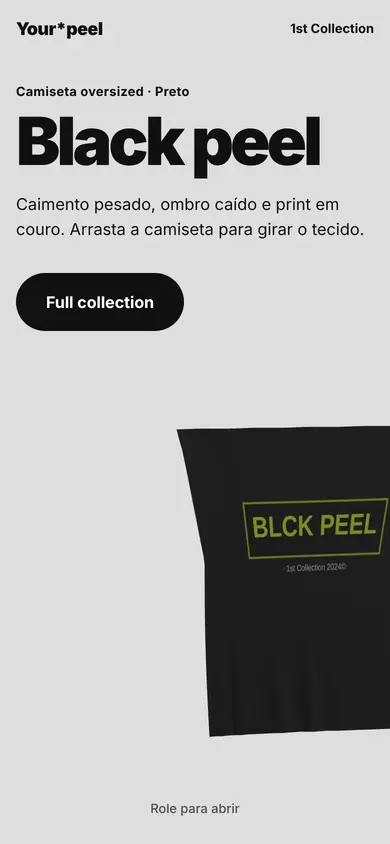 Your*peel
1st Collection
Camiseta oversized · Preto
Black peel
Caimento pesado, ombro caído e print em
couro. Arrasta a camiseta para girar o tecido.
Full collection
BLCK PEEL
· 1st Collection 2024©
Role para abrir